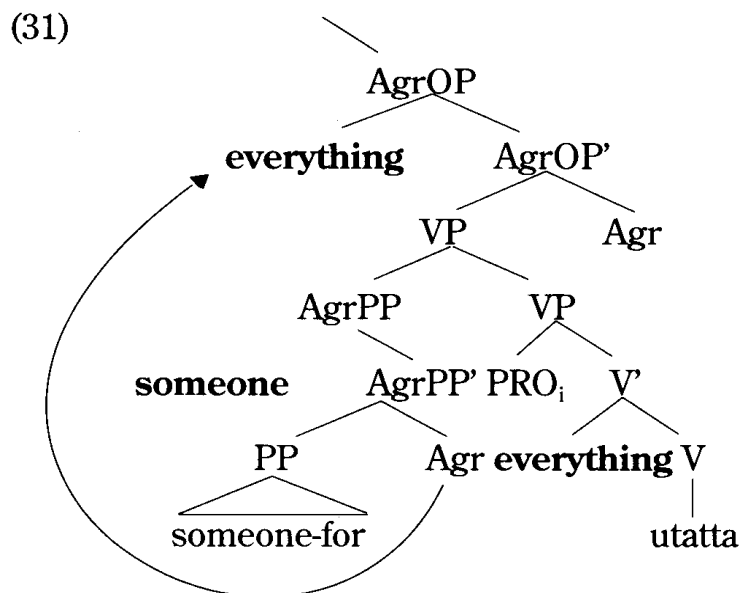 (31)
AgrOP
everything AgrOP'
VP Agr
AgrPP VP
someone AgrPP' PROi V'
PP Agr everything V
someone-for utatta